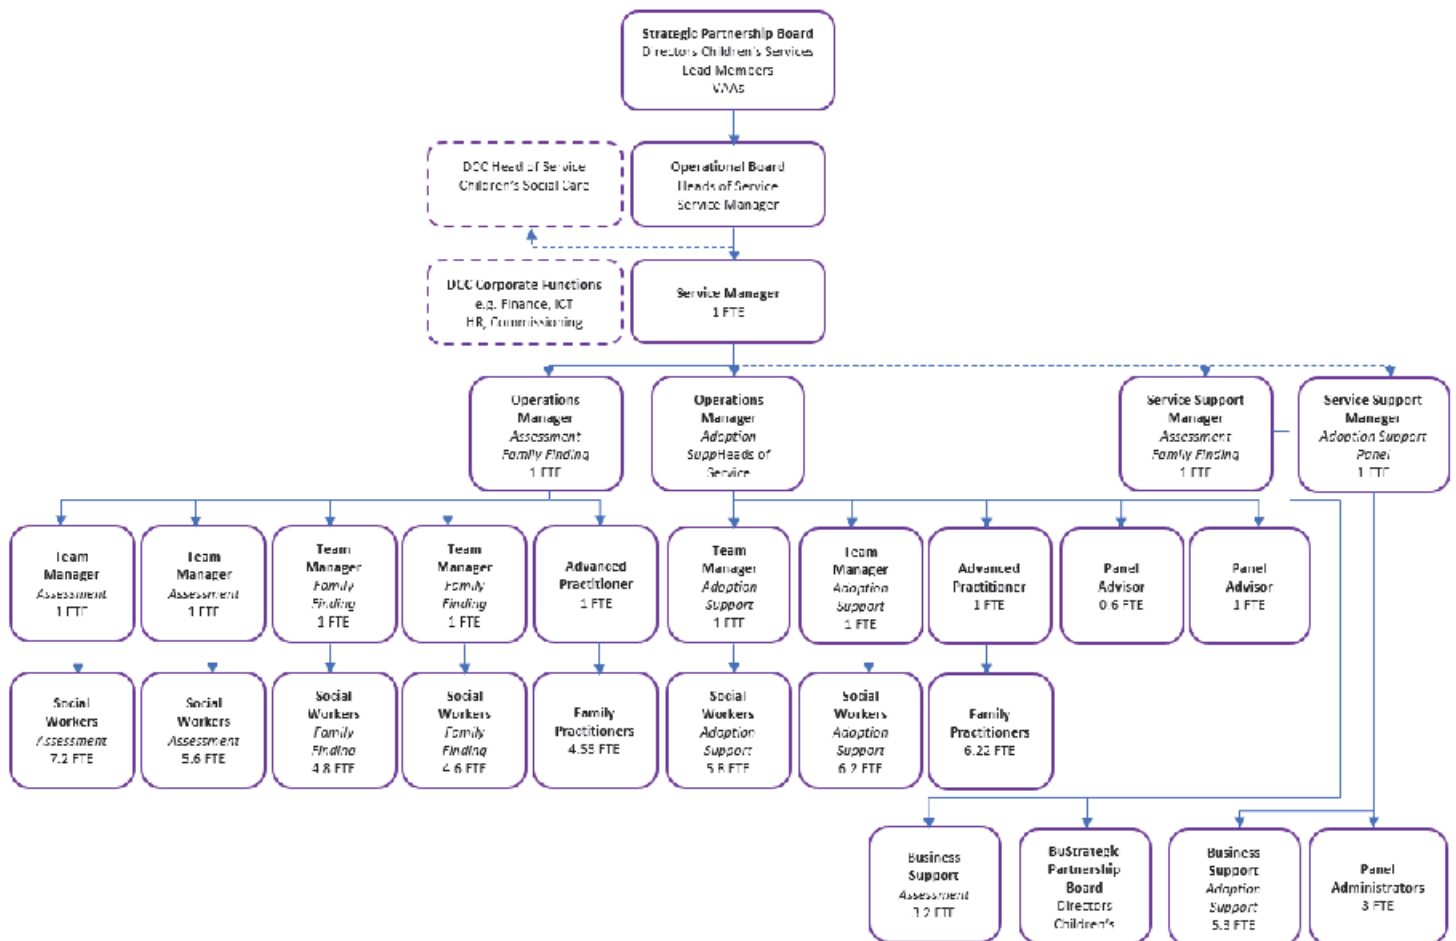 Strategic Partnership Board
Directors Children's Services
Lead Members
VAAs
DCC Head of Service
Children's Social Care
Operational Board
Heads of Service
Service Manager
DCC Corporate Functions
e.g. Finance, ICT
HR, Commissioning
Service Manager
1 FTE
Operations
Manager
Assessment
Family Finding
1 FTE
Operations
Manager
Adoption
SuppHeads of
Service
Service Support
Manager
Assessment
Family Finding
1 FTE
Service Support
Manager
Adoption Support
Panel
1 FTE
Team
Manager
Assessment
1 FTE
Team
Manager
Assessment
1 FTE
Team
Manager
Family
Finding
1 FTE
Team
Manager
Family
Finding
1 FTE
Advanced
Practitioner
1 FTE
Team
Manager
Adoption
Support
1 FTE
Team
Manager
Adoption
Support
1 FTE
Advanced
Practitioner
1 FTE
Panel
Advisor
0.6 FTE
Panel
Advisor
1 FTE
Social
Workers
Assessment
7.2 FTE
Social
Workers
Assessment
5.6 FTE
Social
Workers
Family
Finding
4.8 FTE
Social
Workers
Family
Finding
4.6 FTE
Family
Practitioners
4.55 FTE
Social
Workers
Adoption
Support
5.8 FTE
Social
Workers
Adoption
Support
6.2 FTE
Family
Practitioners
6.22 FTE
Business
Support
Assessment
3.2 FTE
BuStrategic
Partnership
Board
Directors
Children's
Business
Support
Adoption
Support
FTE
Panel
Administrators
3 FTE